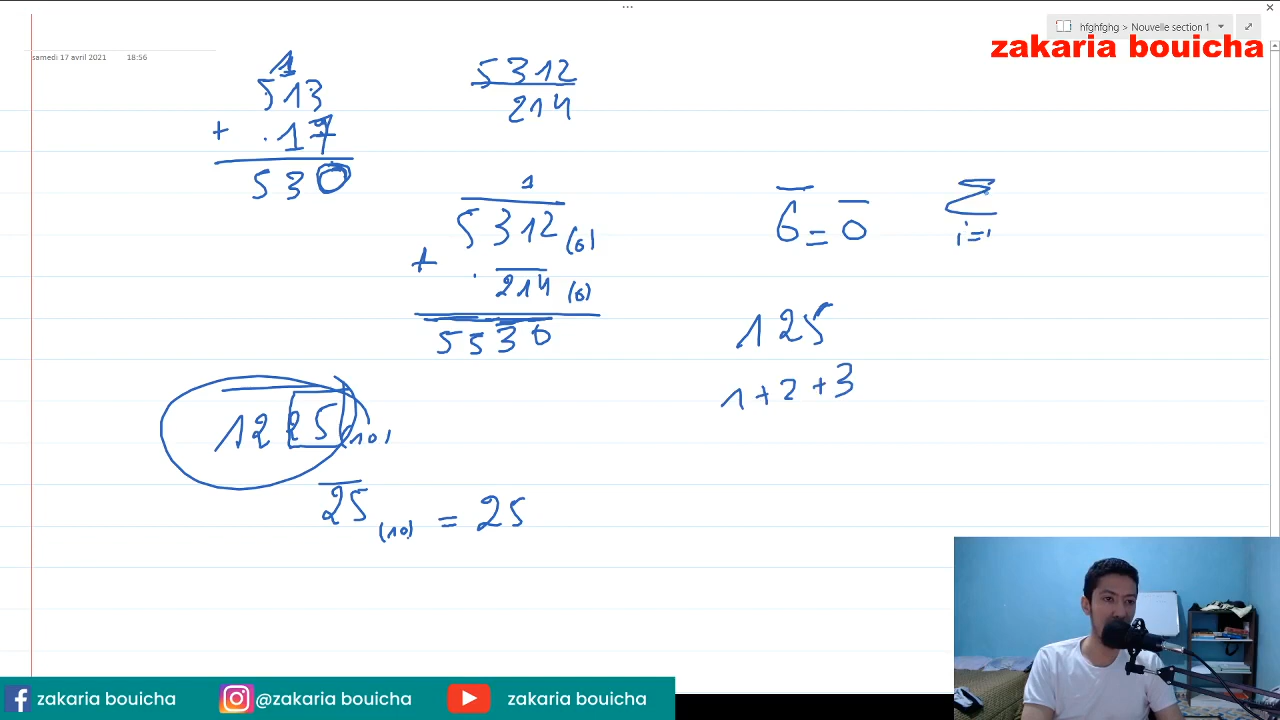 hfghfghg > Nouvelle section 1
zakaria bouicha
samedi 17 avril 2021 18:56
1
513
+ .17
530
5312
214
1
5312(6)
+ .214(6)
5530
6 = 0
Σ
i=1
125
1+2+3
1225(10)
25(10) = 25
zakaria bouicha @zakaria bouicha zakaria bouicha